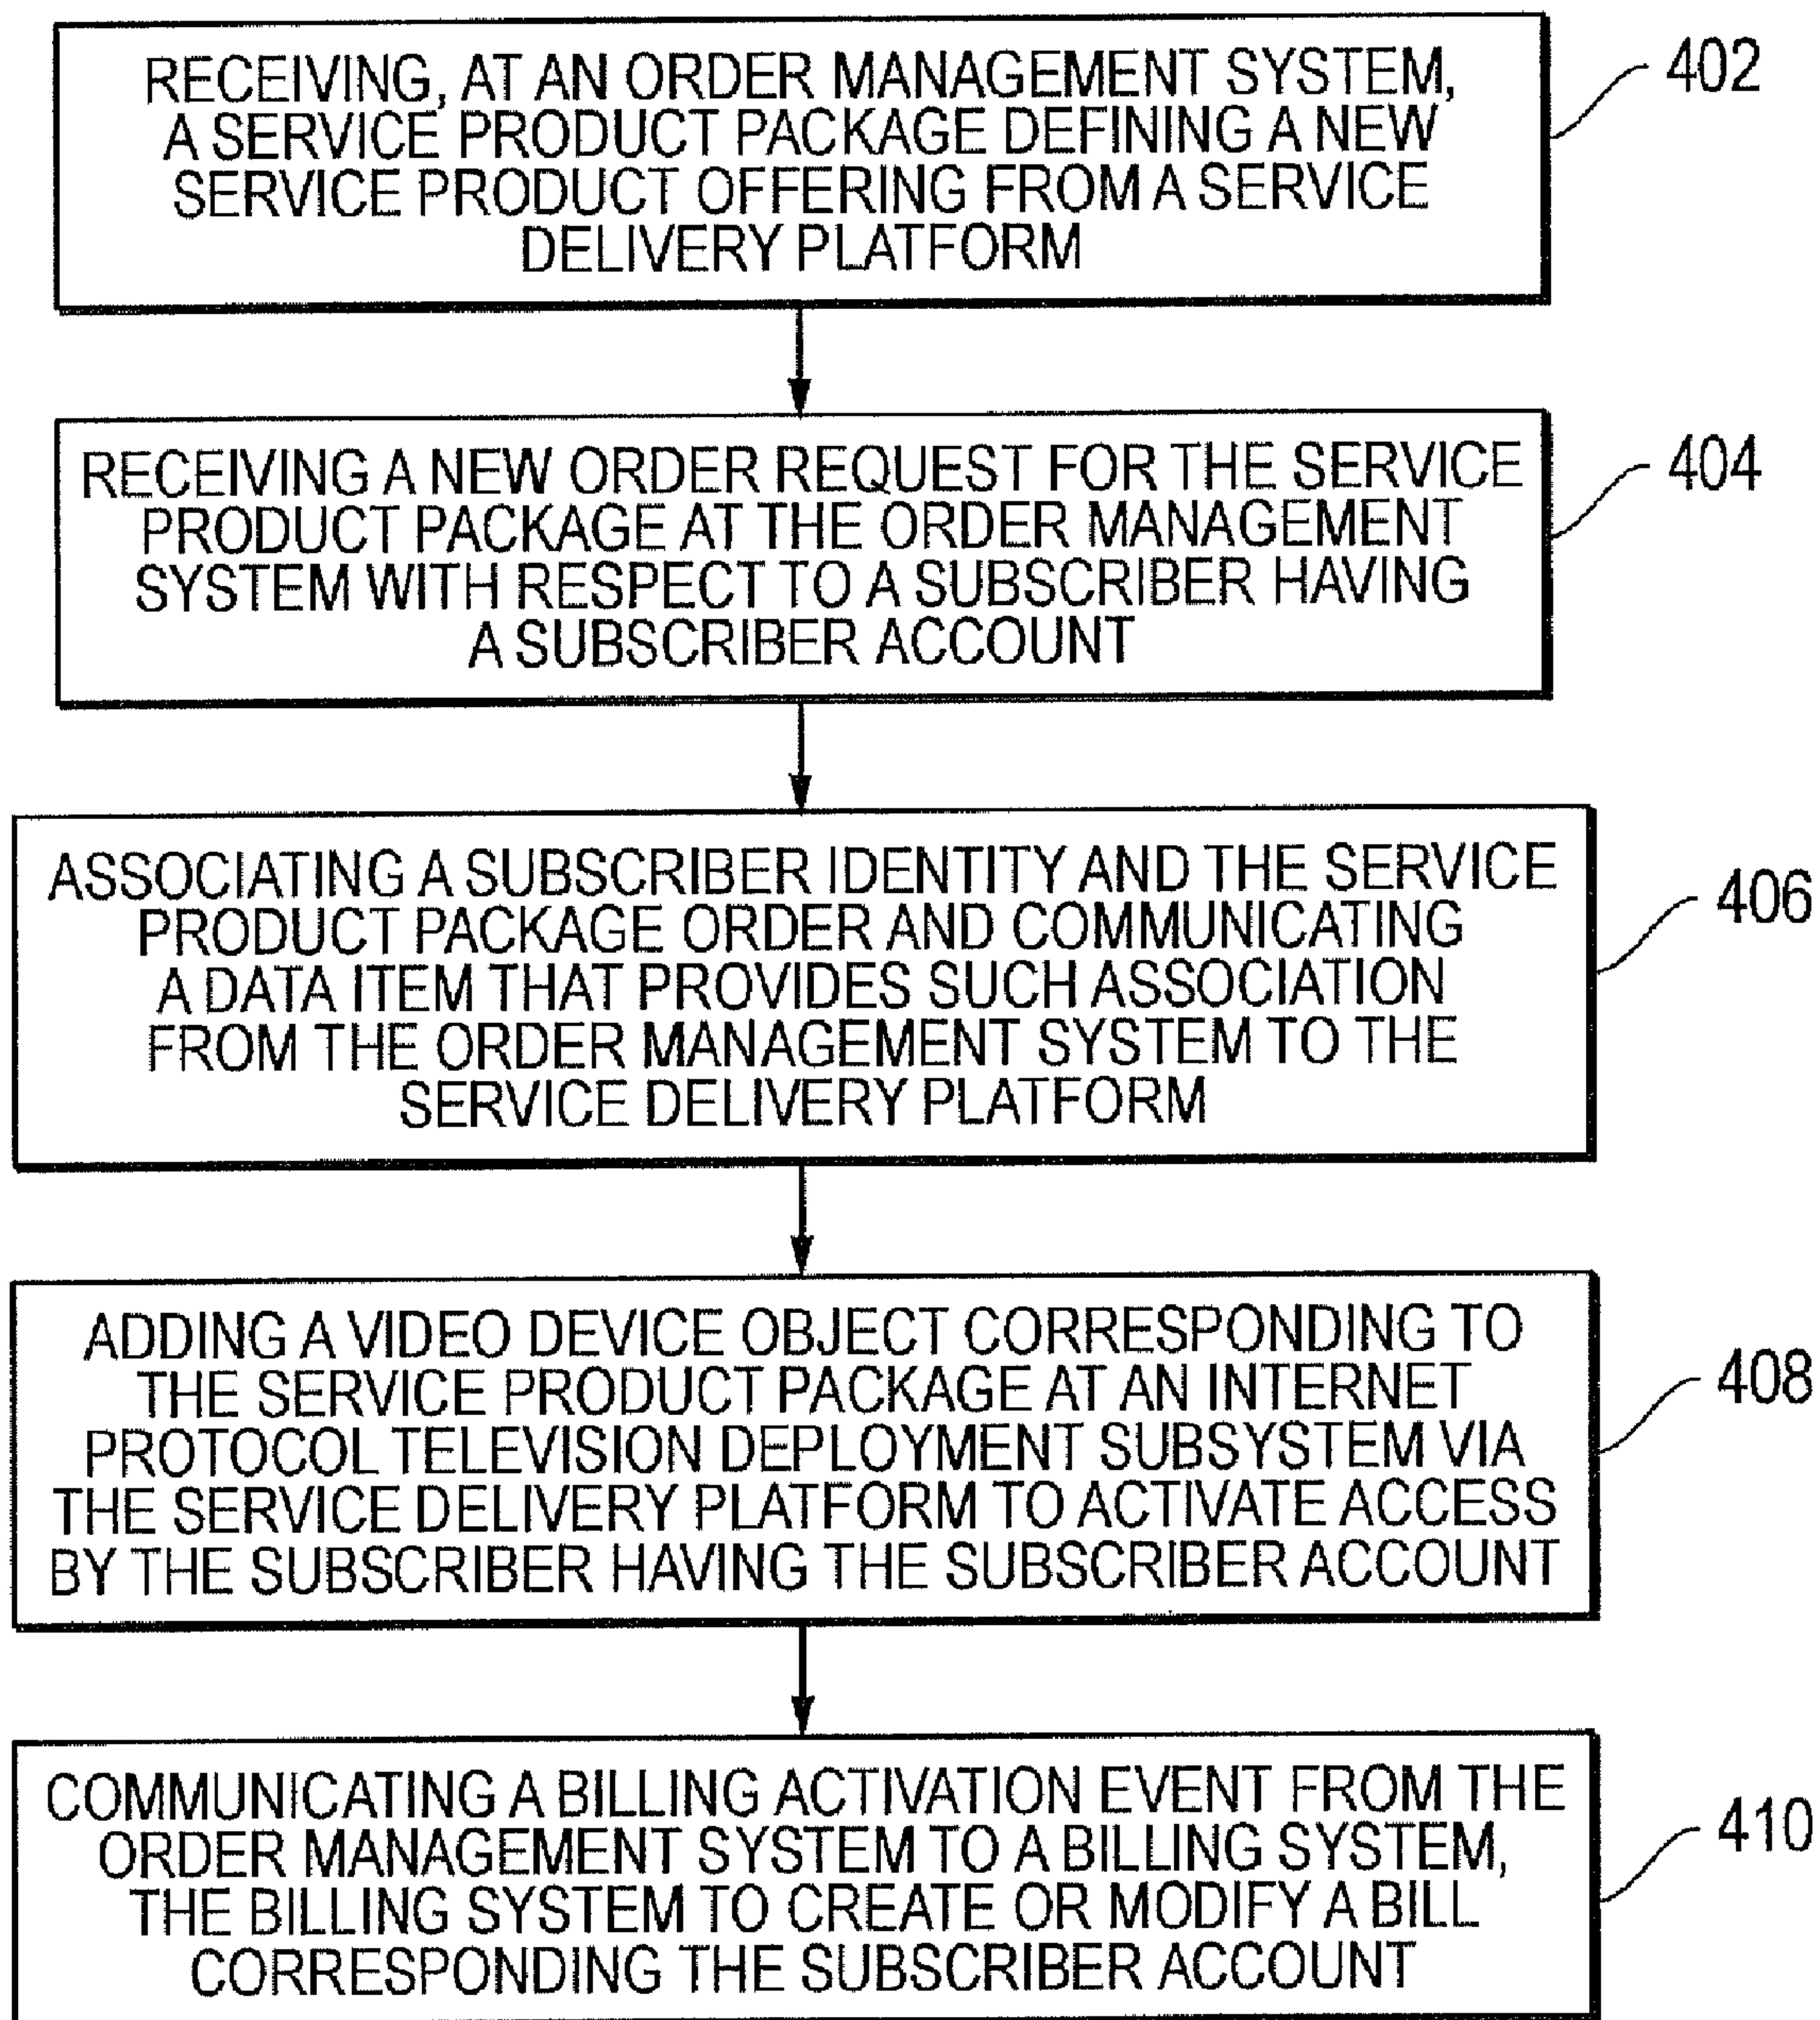 RECEIVING, AT AN ORDER MANAGEMENT SYSTEM,
A SERVICE PRODUCT PACKAGE DEFINING A NEW
SERVICE PRODUCT OFFERING FROM A SERVICE
DELIVERY PLATFORM
402
RECEIVING A NEW ORDER REQUEST FOR THE SERVICE
PRODUCT PACKAGE AT THE ORDER MANAGEMENT
SYSTEM WITH RESPECT TO A SUBSCRIBER HAVING
A SUBSCRIBER ACCOUNT
404
ASSOCIATING A SUBSCRIBER IDENTITY AND THE SERVICE
PRODUCT PACKAGE ORDER AND COMMUNICATING
A DATA ITEM THAT PROVIDES SUCH ASSOCIATION
FROM THE ORDER MANAGEMENT SYSTEM TO THE
SERVICE DELIVERY PLATFORM
406
ADDING A VIDEO DEVICE OBJECT CORRESPONDING TO
THE SERVICE PRODUCT PACKAGE AT AN INTERNET
PROTOCOL TELEVISION DEPLOYMENT SUBSYSTEM VIA
THE SERVICE DELIVERY PLATFORM TO ACTIVATE ACCESS
BY THE SUBSCRIBER HAVING THE SUBSCRIBER ACCOUNT
408
COMMUNICATING A BILLING ACTIVATION EVENT FROM THE
ORDER MANAGEMENT SYSTEM TO A BILLING SYSTEM,
THE BILLING SYSTEM TO CREATE OR MODIFY A BILL
CORRESPONDING THE SUBSCRIBER ACCOUNT
410